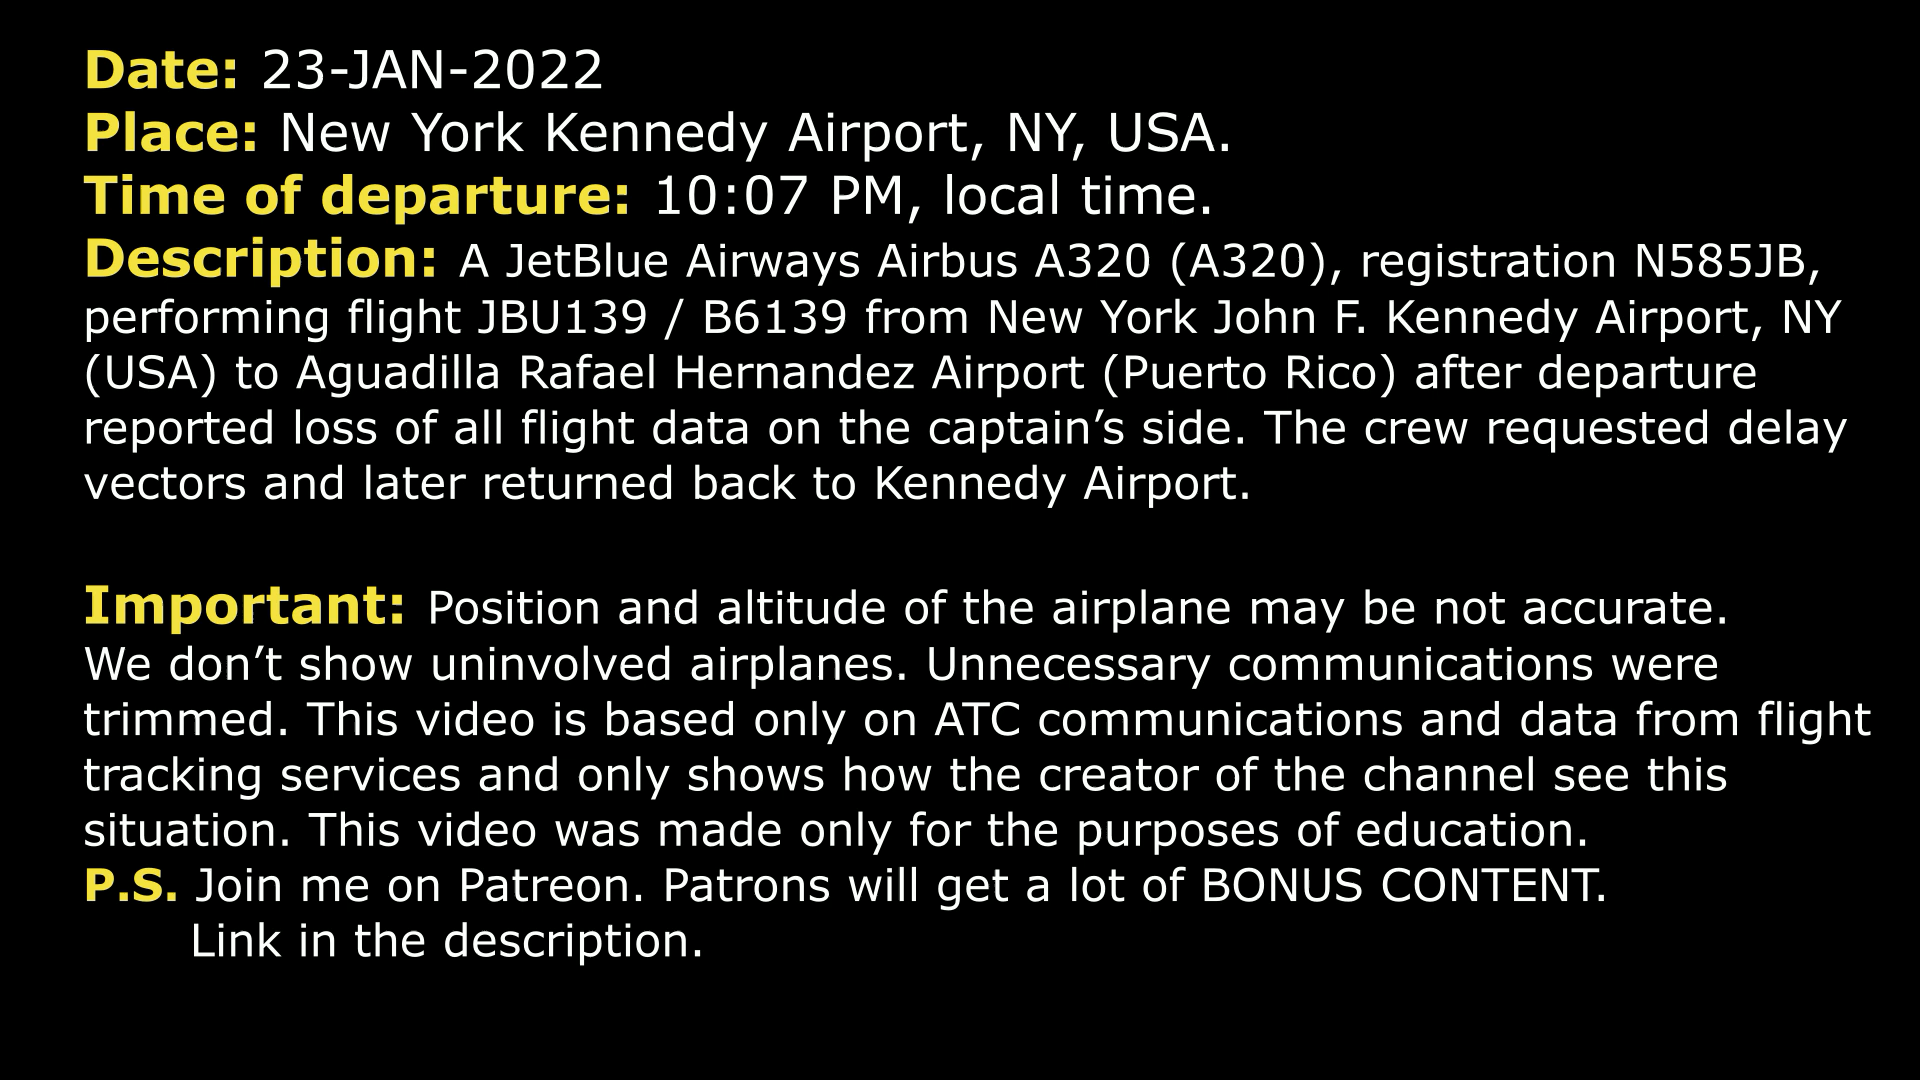 Date: 23-JAN-2022
Place: New York Kennedy Airport, NY, USA.
Time of departure: 10:07 PM, local time.
Description: A JetBlue Airways Airbus A320 (A320), registration N585JB,
performing flight JBU139 / B6139 from New York John F. Kennedy Airport, NY
(USA) to Aguadilla Rafael Hernandez Airport (Puerto Rico) after departure
reported loss of all flight data on the captain’s side. The crew requested delay
vectors and later returned back to Kennedy Airport.
Important: Position and altitude of the airplane may be not accurate.
We don’t show uninvolved airplanes. Unnecessary communications were
trimmed. This video is based only on ATC communications and data from flight
tracking services and only shows how the creator of the channel see this
situation. This video was made only for the purposes of education.
P.S. Join me on Patreon. Patrons will get a lot of BONUS CONTENT.
Link in the description.